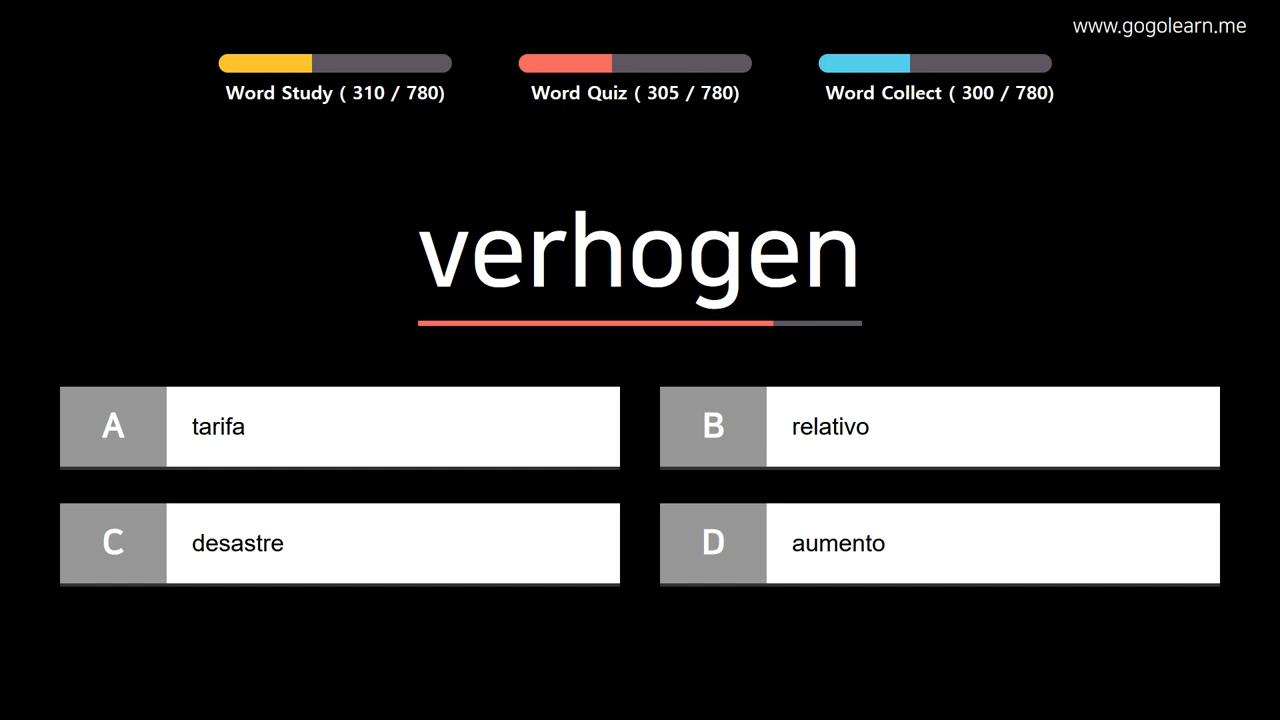 www.gogolearn.me
Word Study ( 310 / 780)
Word Quiz ( 305 / 780)
Word Collect ( 300 / 780)
verhogen
A tarifa
B relativo
C desastre
D aumento